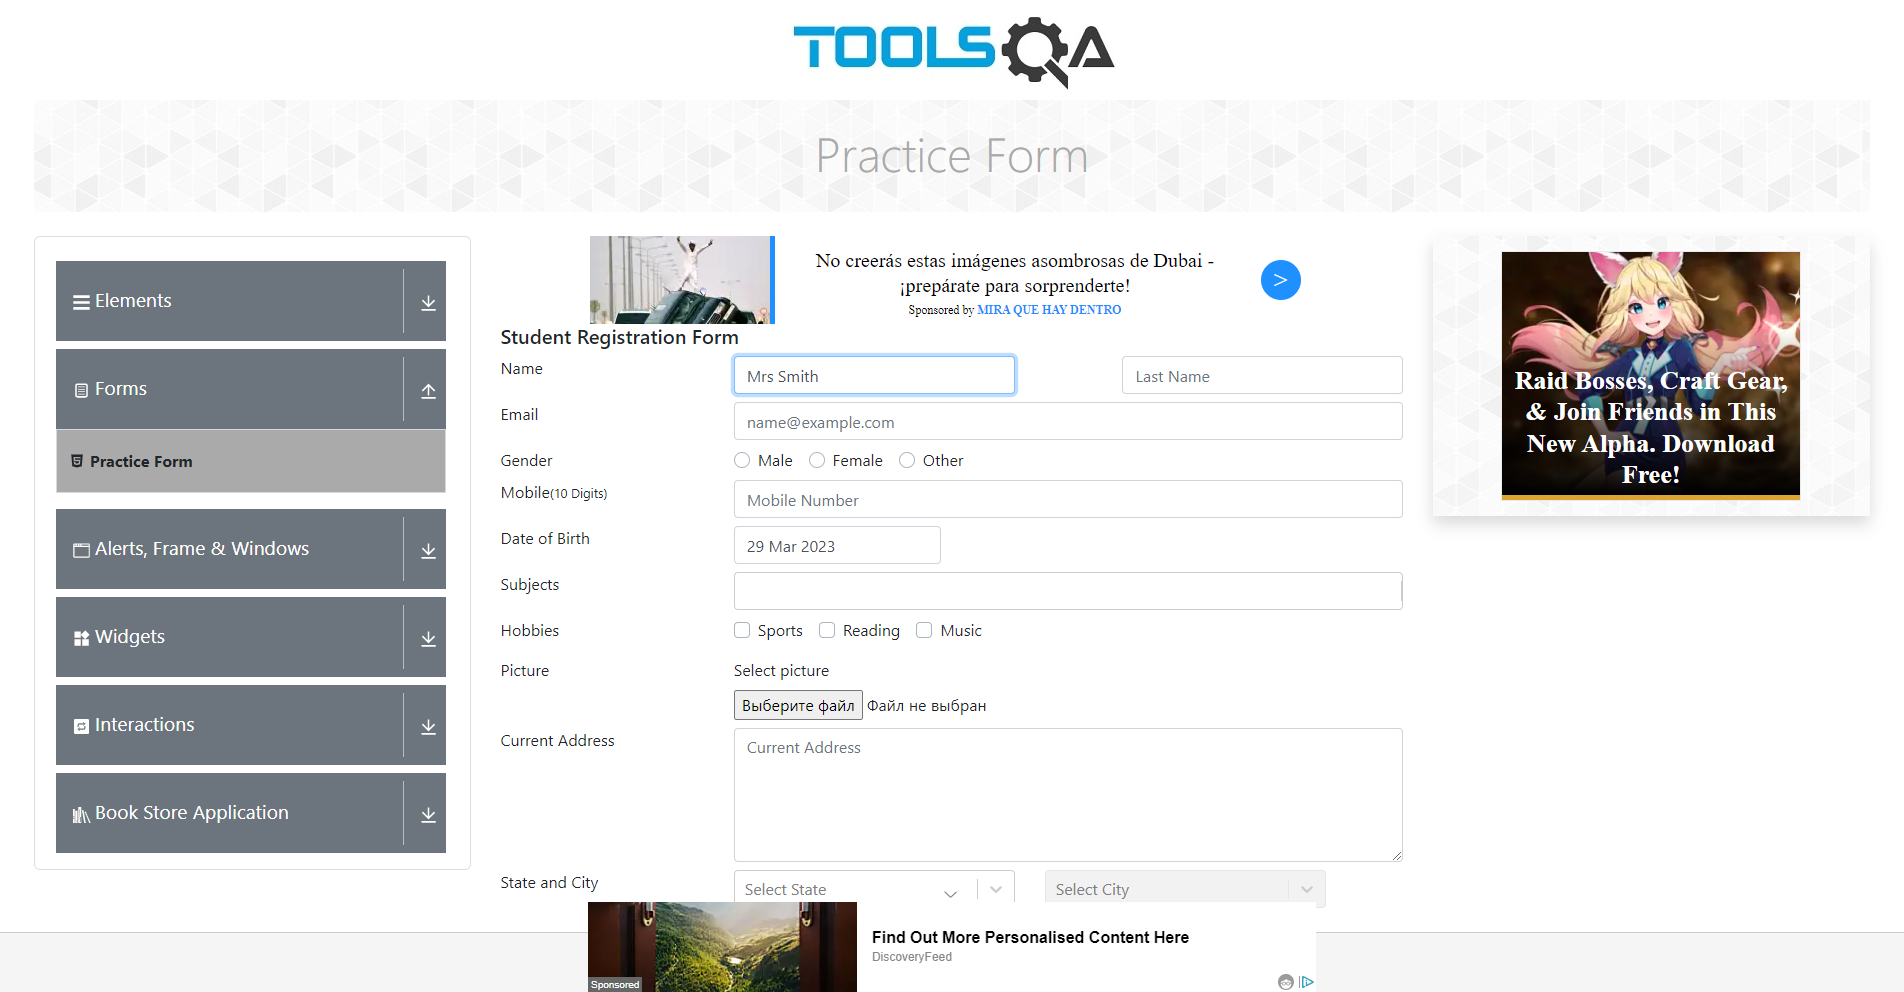 TOOLSQA
Practice Form
Elements
Forms
Practice Form
Alerts, Frame & Windows
Widgets
Interactions
Book Store Application
No creerás estas imágenes asombrosas de Dubai -
¡prepárate para sorprenderte!
Sponsored by MIRA QUE HAY DENTRO
>
Student Registration Form
Name
Mrs Smith
Last Name
Email
name@example.com
Gender
Male
Female
Other
Mobile(10 Digits)
Mobile Number
Date of Birth
29 Mar 2023
Subjects
Hobbies
Sports
Reading
Music
Picture
Select picture
Выберите файл
Файл не выбран
Current Address
Current Address
State and City
Select State
Select City
Raid Bosses, Craft Gear,
& Join Friends in This
New Alpha. Download
Free!
Sponsored
Find Out More Personalised Content Here
DiscoveryFeed